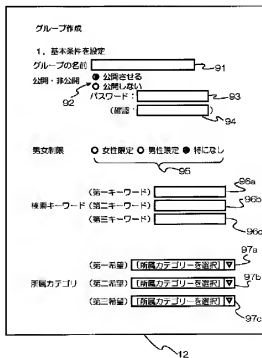 グループ作成
1．基本条件を設定
グループの名前 91
公開・非公開 公開させる
92 公開しない
パスワード： 93
（確認： 94
男女制限 女性限定 男性限定 特になし
95
96a
（第一キーワード）
検索キーワード （第二キーワード） 96b
（第三キーワード）
96c
97a
（第一希望） [所属カテゴリーを選択]
所属カテゴリ （第二希望） [所属カテゴリーを選択] 97b
（第三希望） [所属カテゴリーを選択]
97c
12